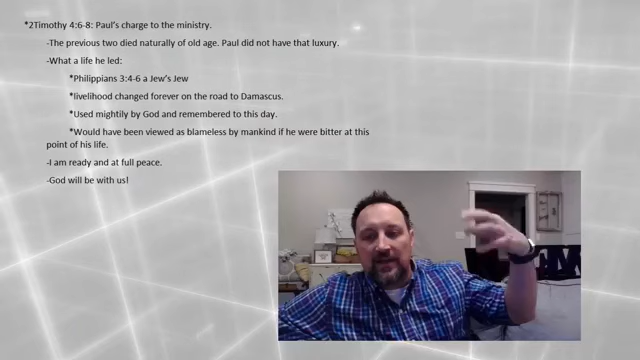 *2Timothy 4:6-8: Paul's charge to the ministry.
-The previous two died naturally of old age. Paul did not have that luxury.
-What a life he led:
*Philippians 3:4-6 a Jew's Jew
*livelihood changed forever on the road to Damascus.
*Used mightily by God and remembered to this day.
*Would have been viewed as blameless by mankind if he were bitter at this
point of his life.
-I am ready and at full peace.
-God will be with us!